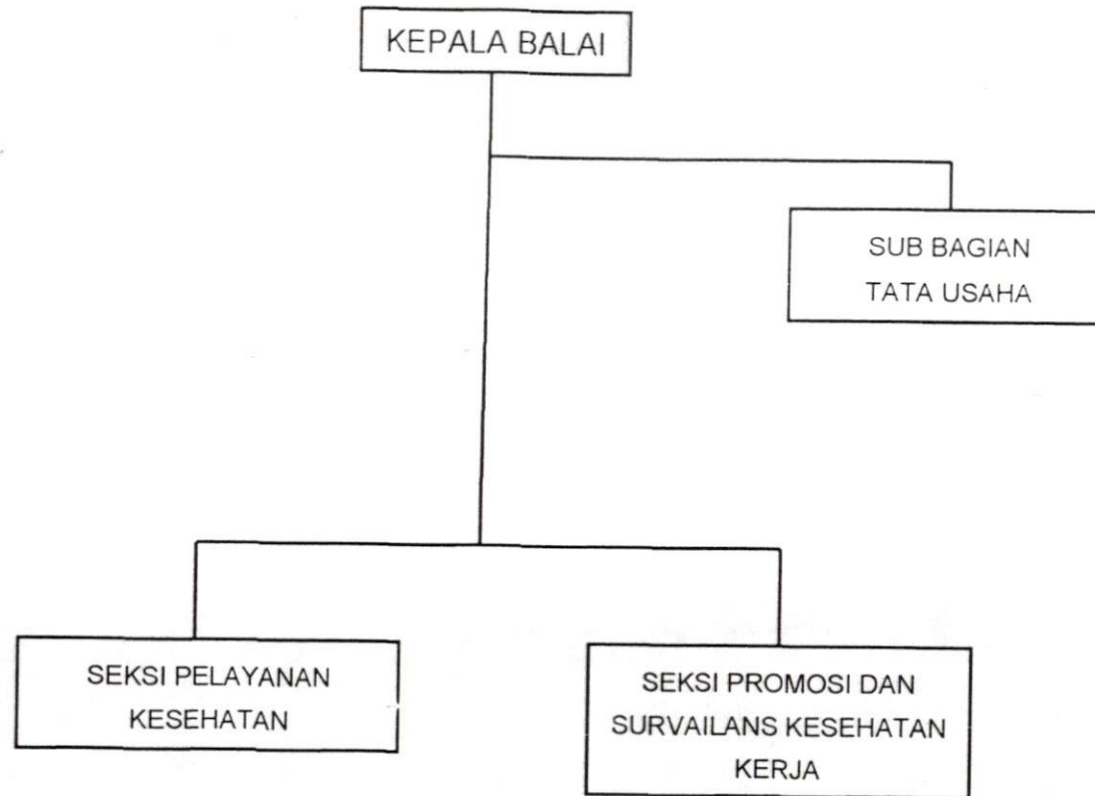 KEPALA BALAI
SUB BAGIAN
TATA USAHA
SEKSI PELAYANAN
KESEHATAN
SEKSI PROMOSI DAN
SURVAILANS KESEHATAN
KERJA